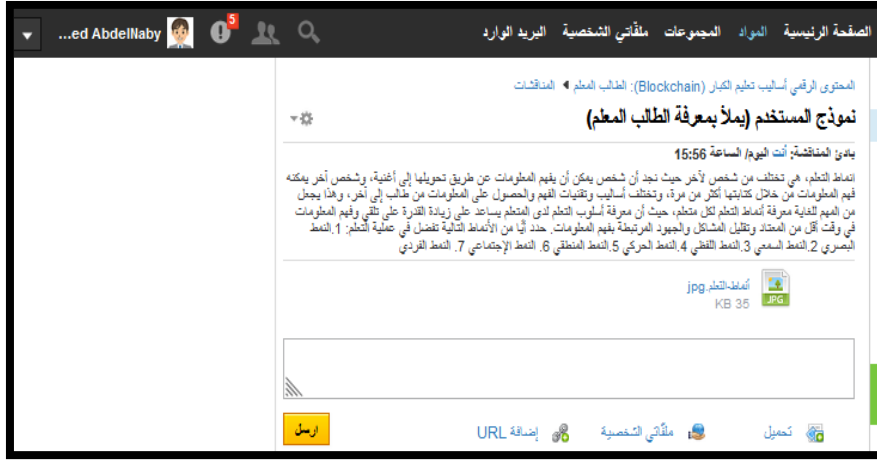 الصفحة الرئيسية المواد المجموعات ملفّاتي الشخصية البريد الوارد 5 ed AbdelNaby...
المحتوى الرقمي أساليب تعليم الكبار (Blockchain): الطالب المعلم المناقشات
نموذج المستخدم (يملأ بمعرفة الطالب المعلم)
بادئ المناقشة: أنت اليوم/ الساعة 15:56
انماط التعلم، هي تختلف من شخص لآخر حيث نجد أن شخص يمكن أن يفهم المعلومات عن طريق تحويلها إلى أغنية، وشخص آخر يمكنه
فهم المعلومات من خلال كتابتها أكثر من مرة، وتختلف أساليب وتقنيات الفهم والحصول على المعلومات من طالب إلى آخر، وهذا يجعل
من المهم للغاية معرفة أنماط التعلم لكل متعلم، حيث أن معرفة أسلوب التعلم لدى المتعلم يساعد على زيادة القدرة على تلقي وفهم المعلومات
في وقت أقل من المعتاد وتقليل المشاكل والجهود المرتبطة بفهم المعلومات. حدد أيًا من الأنماط التالية تفضل في عملية التعلم: 1.النمط
البصري 2.النمط السمعي 3.النمط اللفظي 4.النمط الحركي 5.النمط المنطقي 6. النمط الإجتماعي 7. النمط الفردي
أنماط-التعلم.jpg
JPG
35 KB
تحميل ملفّاتي الشخصية إضافة URL ارسل